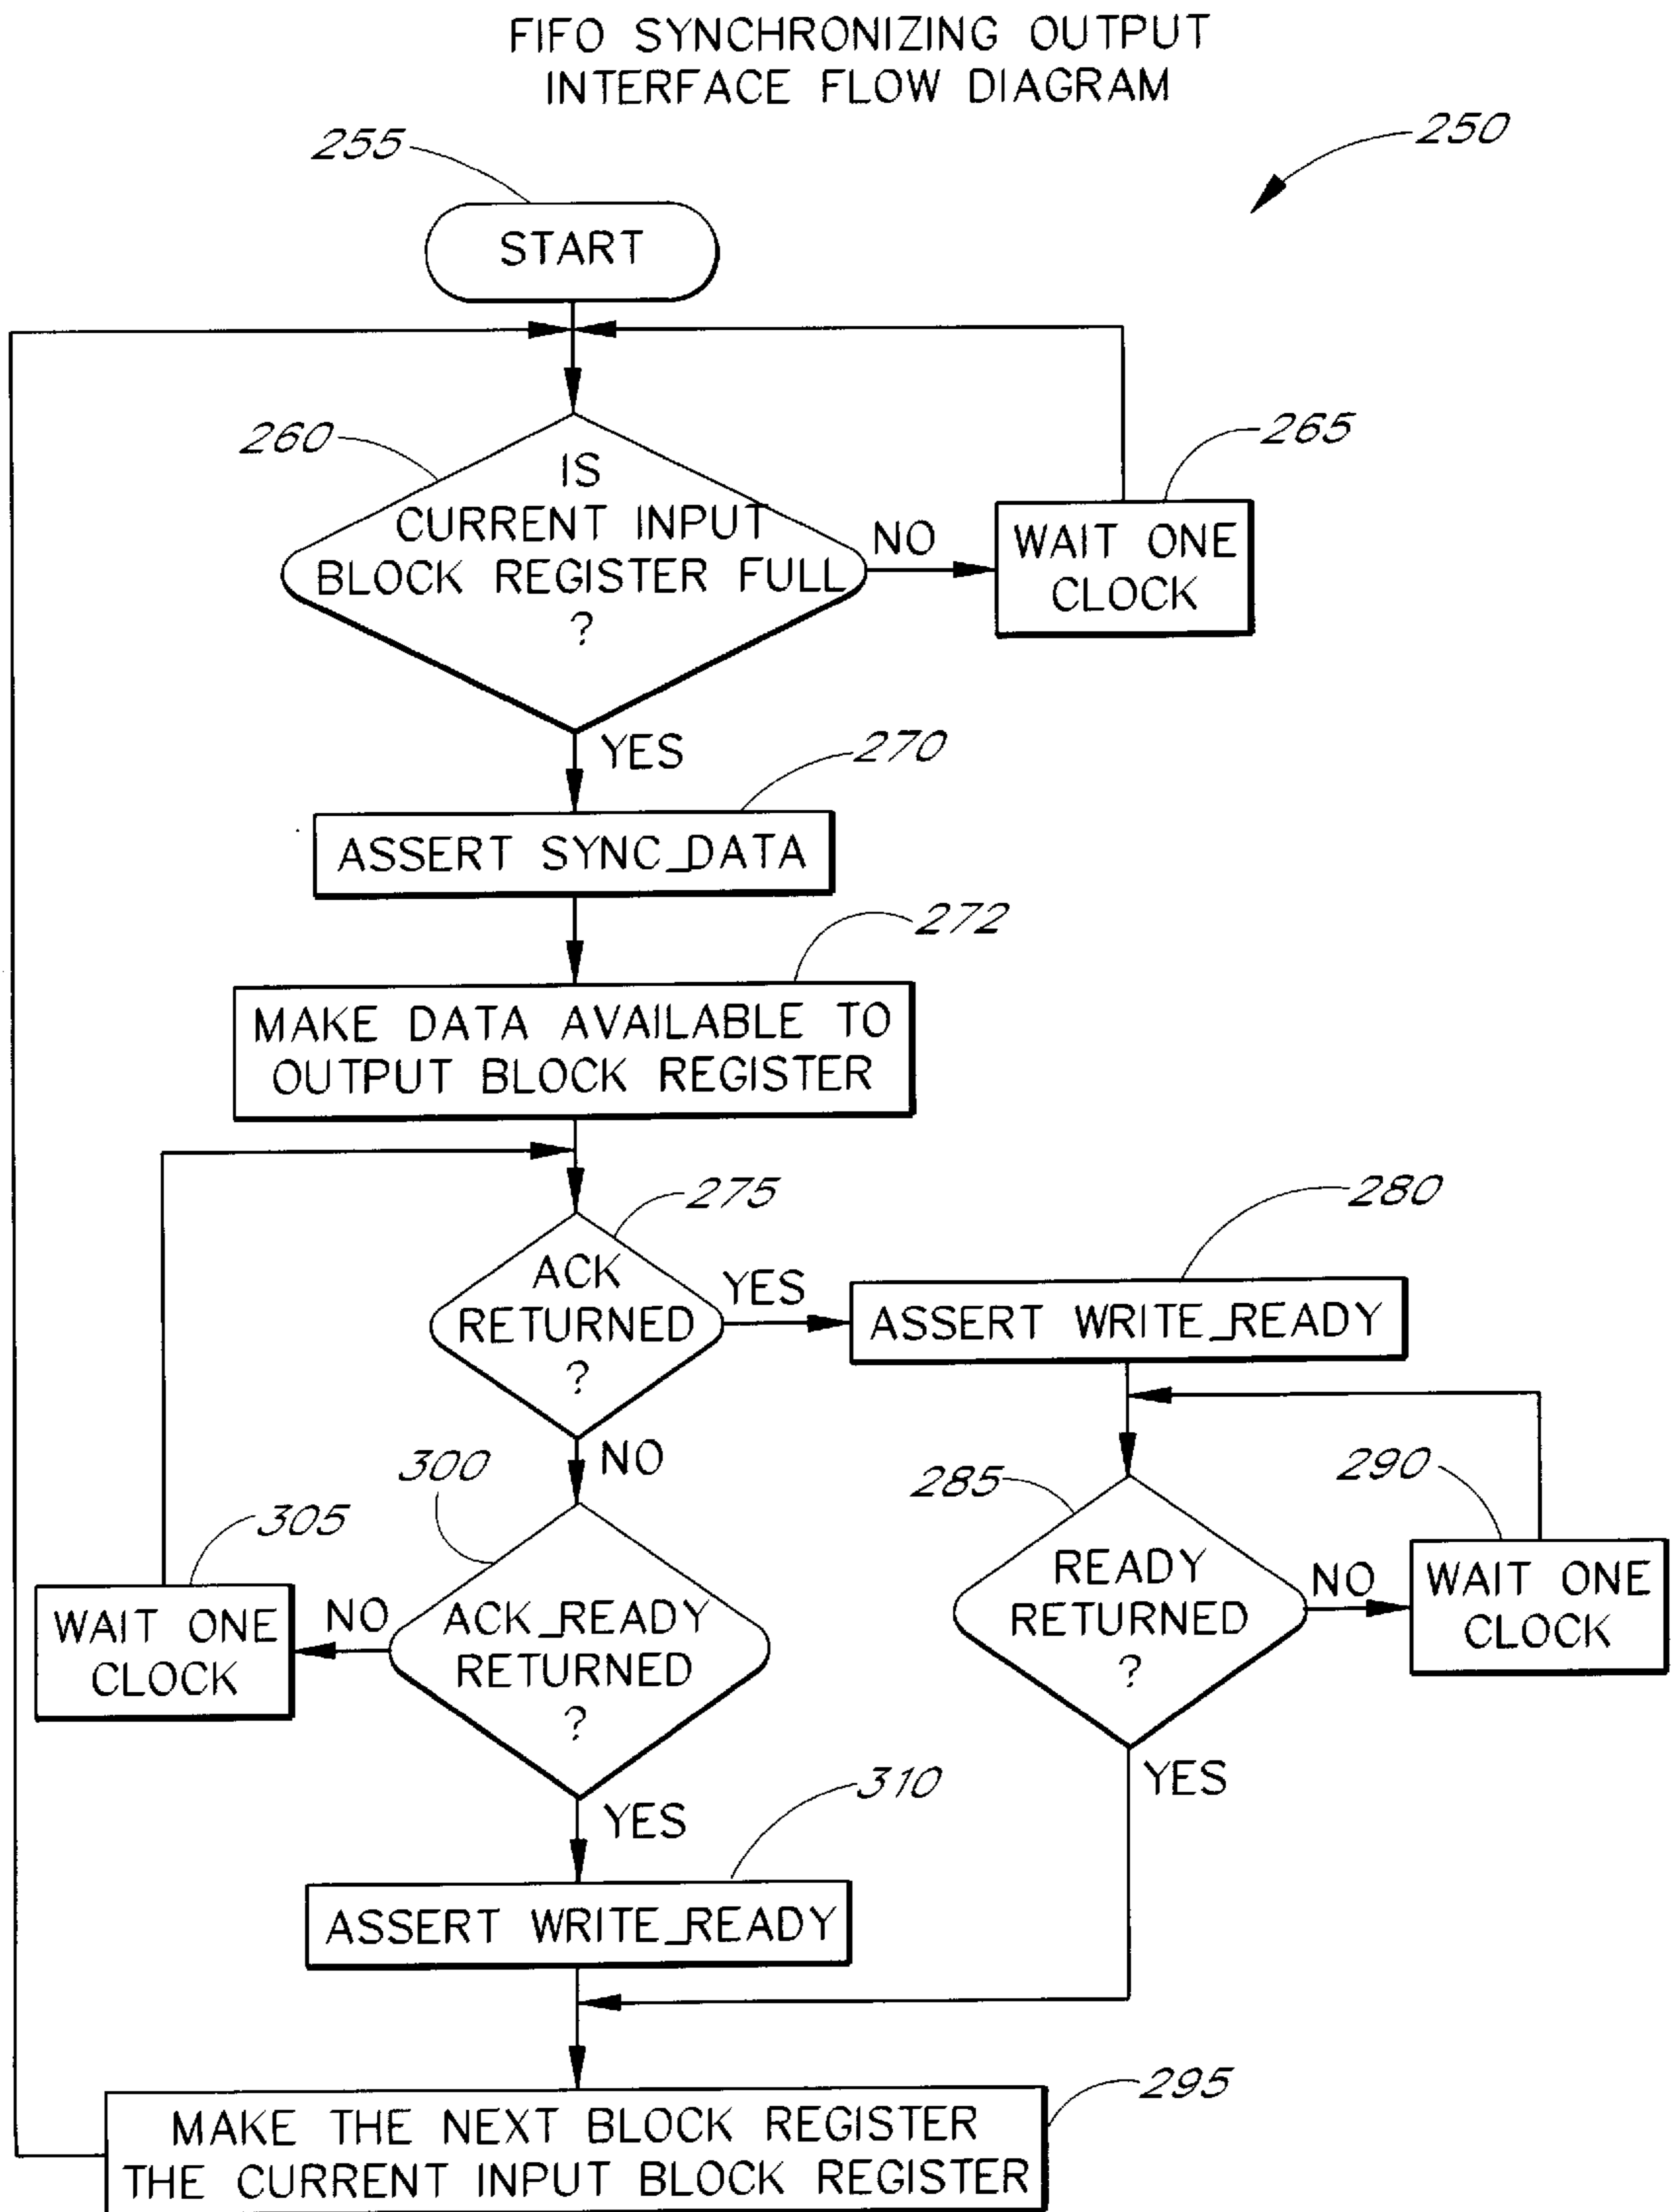 FIFO SYNCHRONIZING OUTPUT
INTERFACE FLOW DIAGRAM
250
255
START
260
IS
CURRENT INPUT
BLOCK REGISTER FULL
?
NO
265
WAIT ONE
CLOCK
YES
270
ASSERT SYNC_DATA
272
MAKE DATA AVAILABLE TO
OUTPUT BLOCK REGISTER
275
ACK
RETURNED
?
YES
280
ASSERT WRITE_READY
NO
285
READY
RETURNED
?
NO
290
WAIT ONE
CLOCK
YES
300
ACK_READY
RETURNED
?
NO
305
WAIT ONE
CLOCK
YES
310
ASSERT WRITE_READY
295
MAKE THE NEXT BLOCK REGISTER
THE CURRENT INPUT BLOCK REGISTER